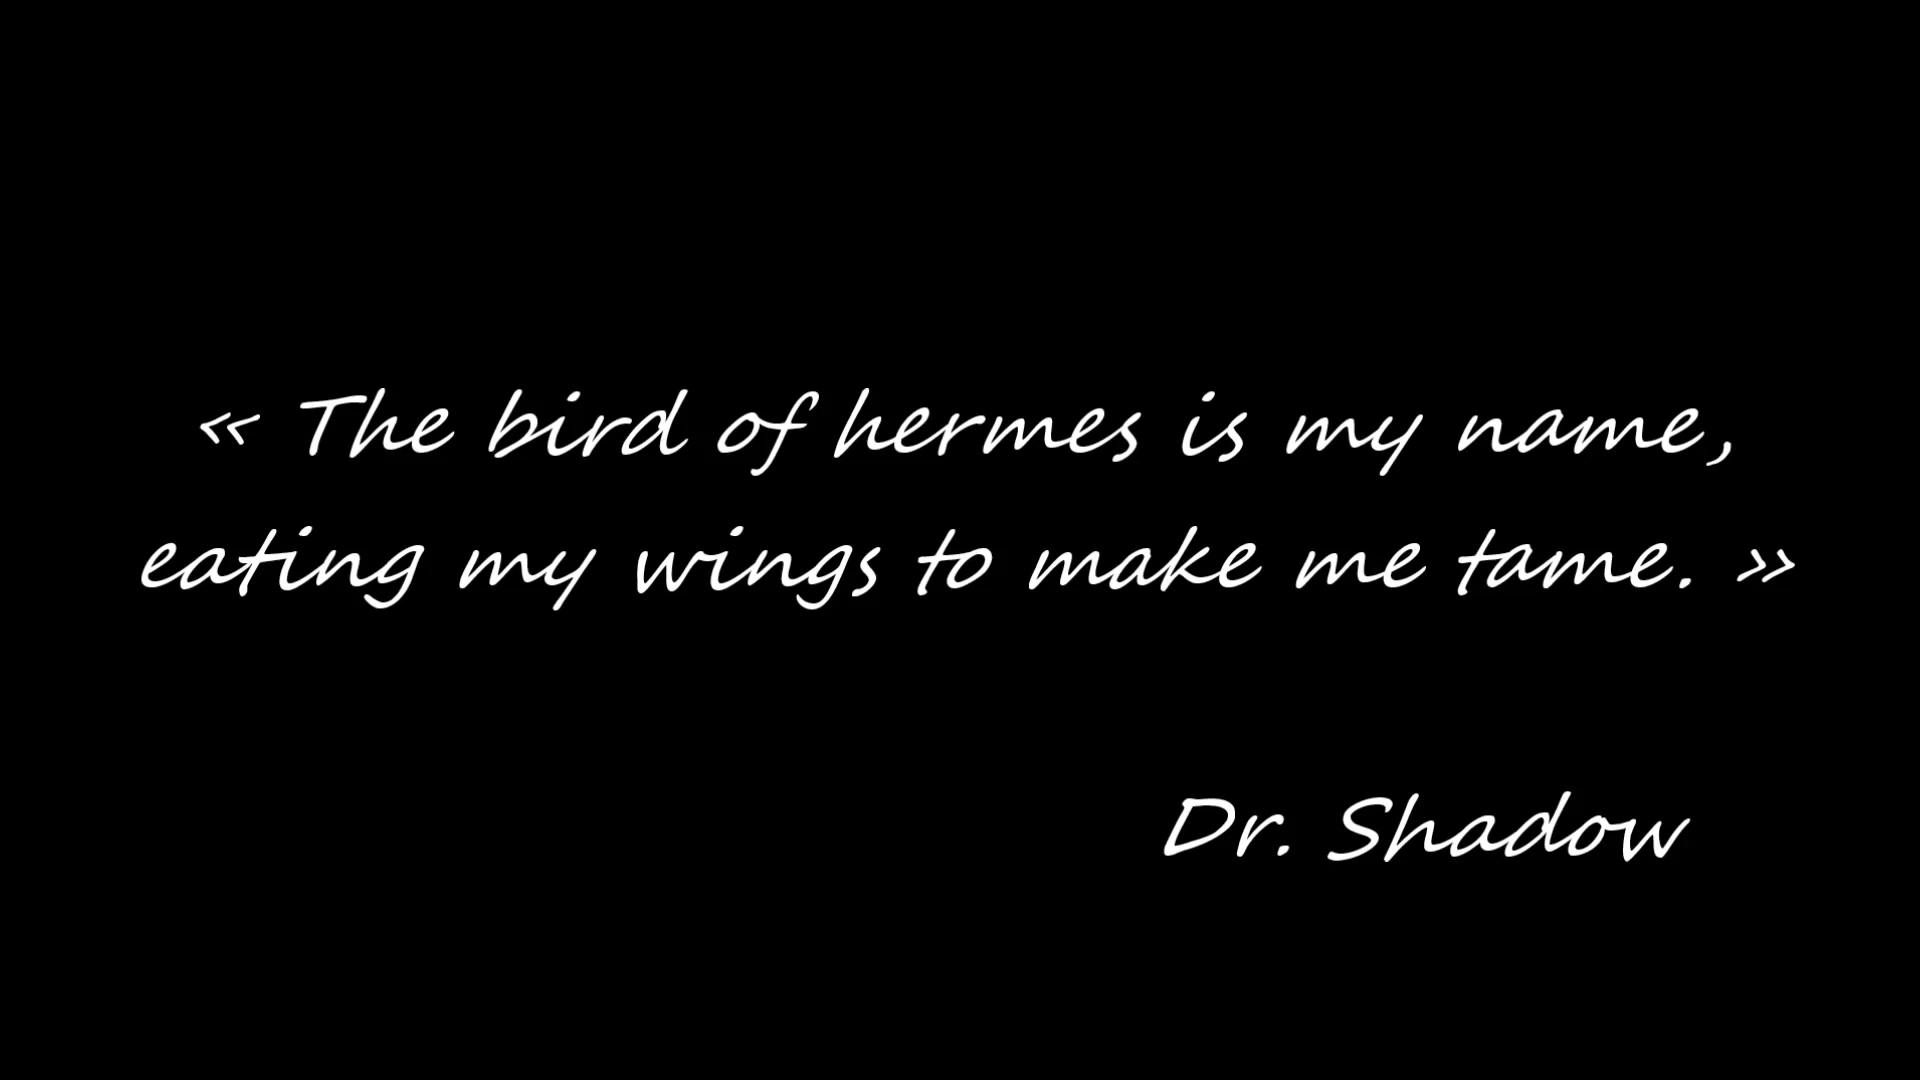 « The bird of hermes is my name,
eating my wings to make me tame. »
Dr. Shadow